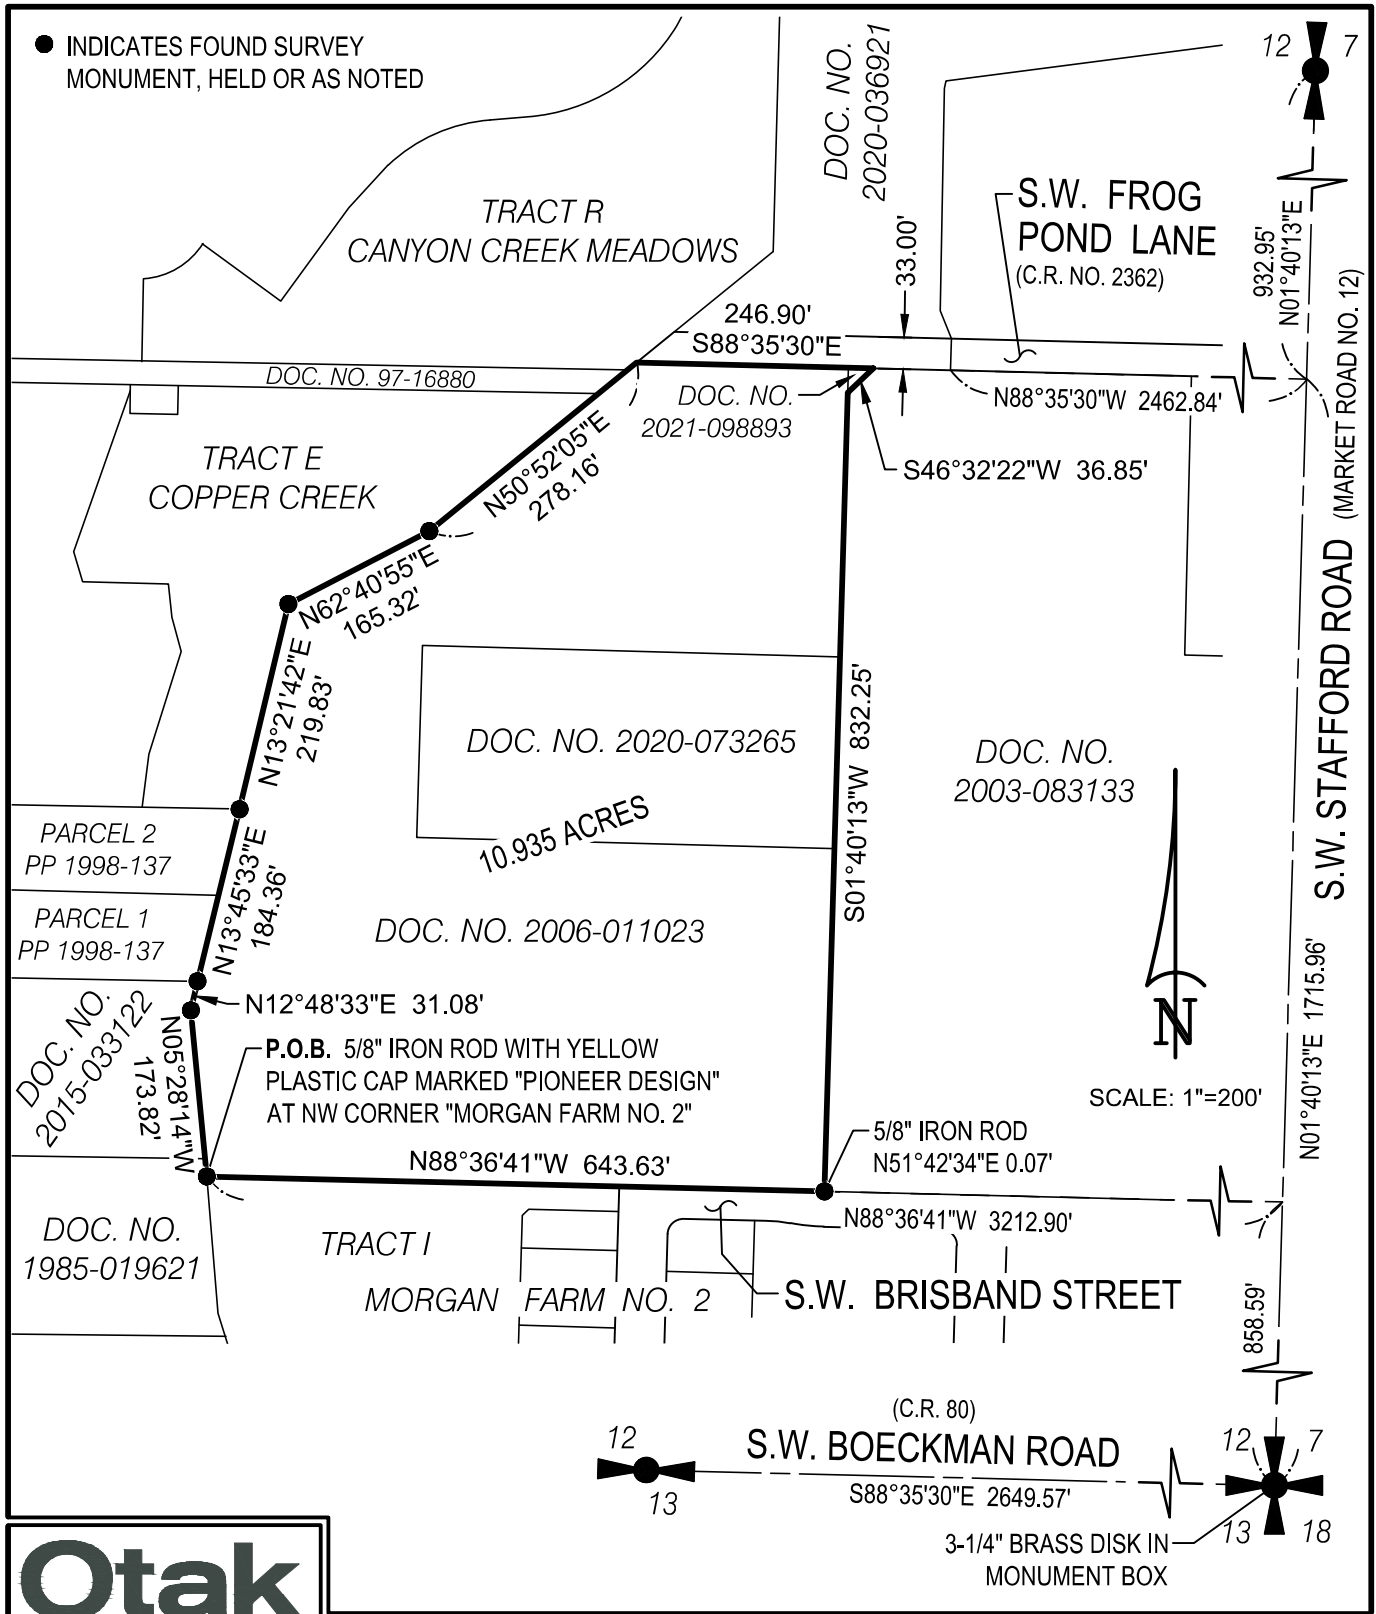 INDICATES FOUND SURVEY
MONUMENT, HELD OR AS NOTED
DOC. NO.
2020-036921
12 7
TRACT R
CANYON CREEK MEADOWS
S.W. FROG
POND LANE
(C.R. NO. 2362)
33.00'
932.95'
N01°40'13"E
246.90'
S88°35'30"E
DOC. NO. 97-16880
DOC. NO.
2021-098893
N88°35'30"W 2462.84'
S.W. STAFFORD ROAD (MARKET ROAD NO. 12)
TRACT E
COPPER CREEK
N50°52'05"E
278.16'
S46°32'22"W 36.85'
N62°40'55"E
165.32'
N13°21'42"E
219.83'
DOC. NO. 2020-073265
S01°40'13"W 832.25'
DOC. NO.
2003-083133
PARCEL 2
PP 1998-137
10.935 ACRES
N13°45'33"E
184.36'
PARCEL 1
PP 1998-137
DOC. NO. 2006-011023
N
N01°40'13"E 1715.96'
DOC. NO.
2015-033122
N12°48'33"E 31.08'
N05°28'14"W
173.82'
P.O.B. 5/8" IRON ROD WITH YELLOW
PLASTIC CAP MARKED "PIONEER DESIGN"
AT NW CORNER "MORGAN FARM NO. 2"
SCALE: 1"=200'
5/8" IRON ROD
N51°42'34"E 0.07'
N88°36'41"W 643.63'
N88°36'41"W 3212.90'
DOC. NO.
1985-019621
TRACT I
MORGAN FARM NO. 2
S.W. BRISBAND STREET
858.59'
(C.R. 80)
S.W. BOECKMAN ROAD
S88°35'30"E 2649.57'
12
13
12 7
13 18
3-1/4" BRASS DISK IN
MONUMENT BOX
Otak